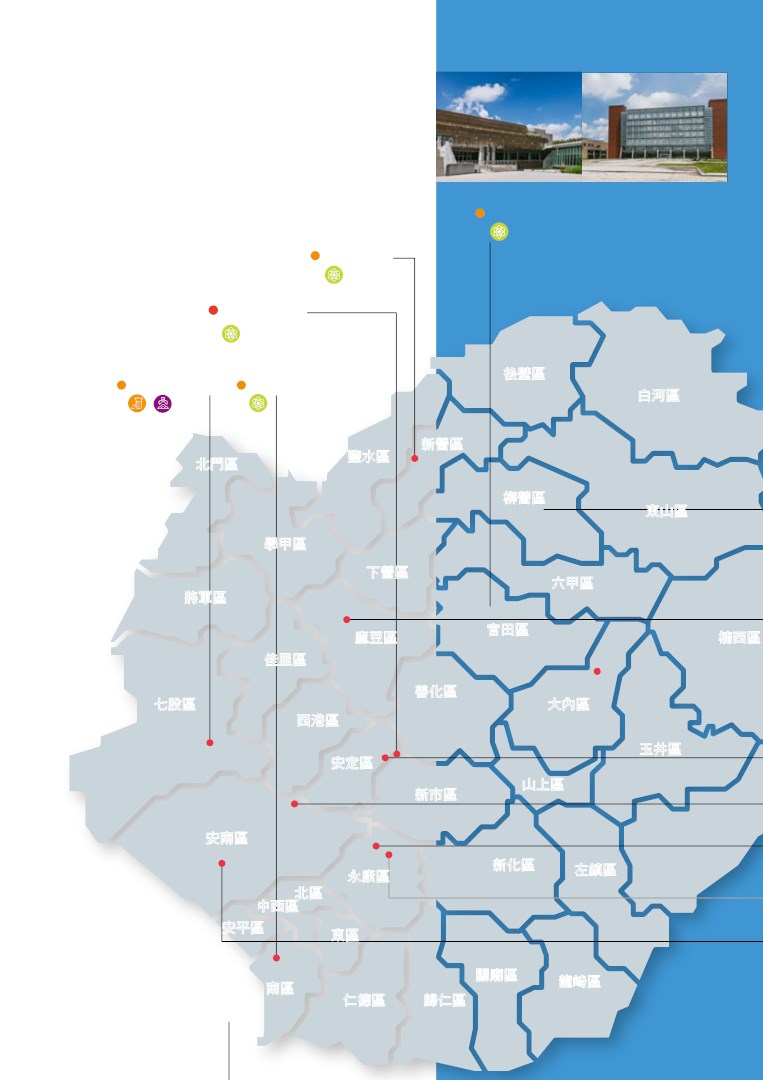 後壁區
白河區
新營區
鹽水區
北門區
柳營區
東山區
學甲區
下營區
六甲區
將軍區
官田區
麻豆區
楠西區
佳里區
善化區
七股區
大內區
西港區
玉井區
安定區
山上區
新市區
安南區
新化區
左鎮區
永康區
北區
中西區
安平區
東區
關廟區
龍崎區
南區
仁德區
歸仁區